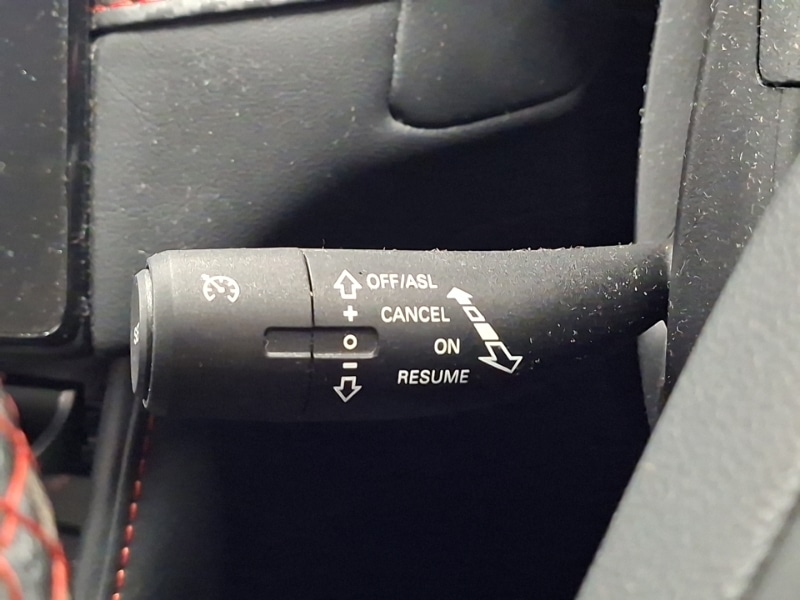 OFF/ASL
+ CANCEL
O ON
− RESUME